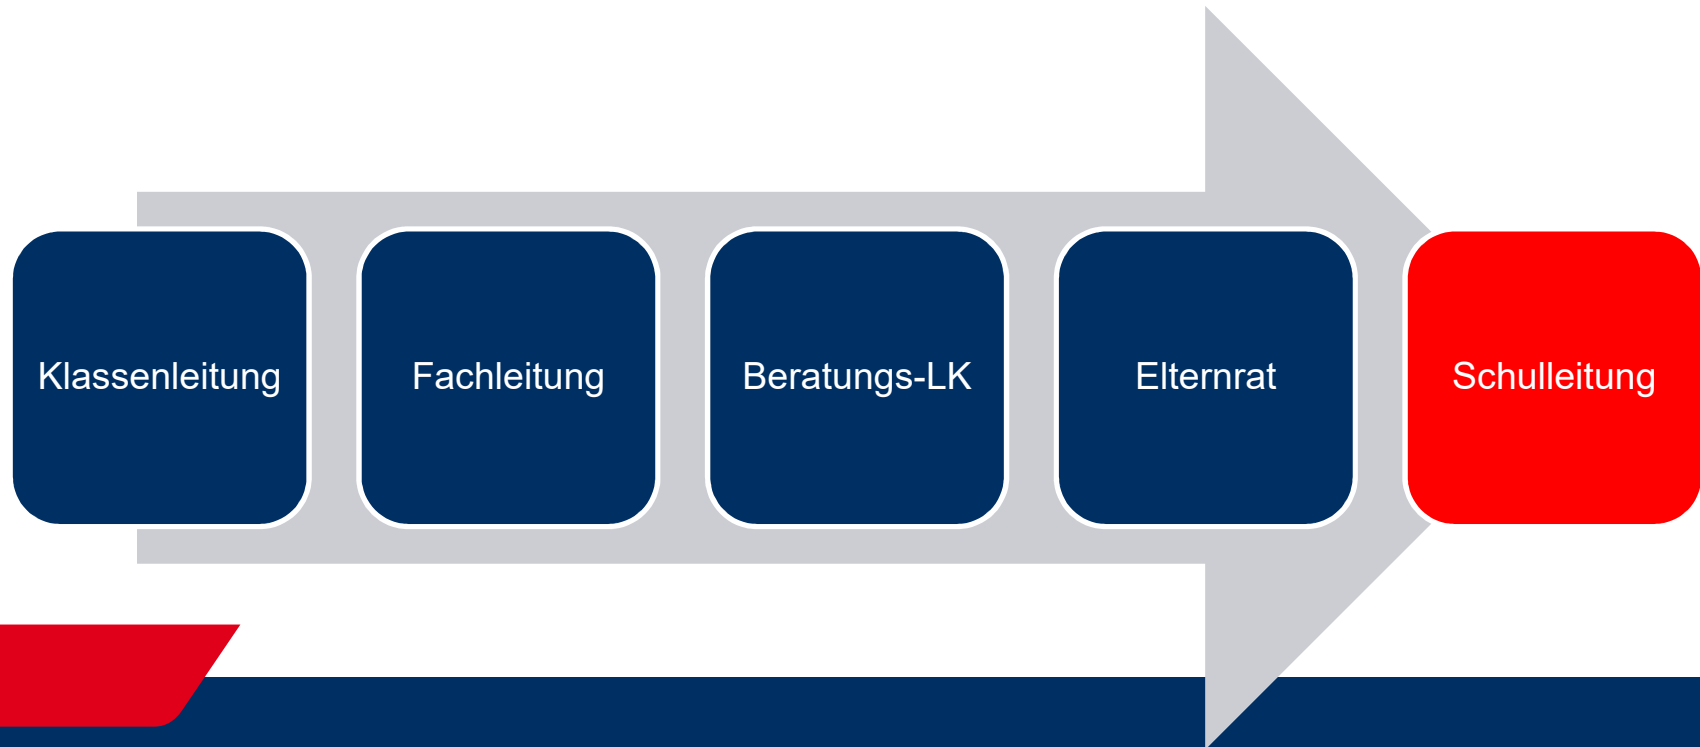 Klassenleitung
Fachleitung
Beratungs-LK
Elternrat
Schulleitung